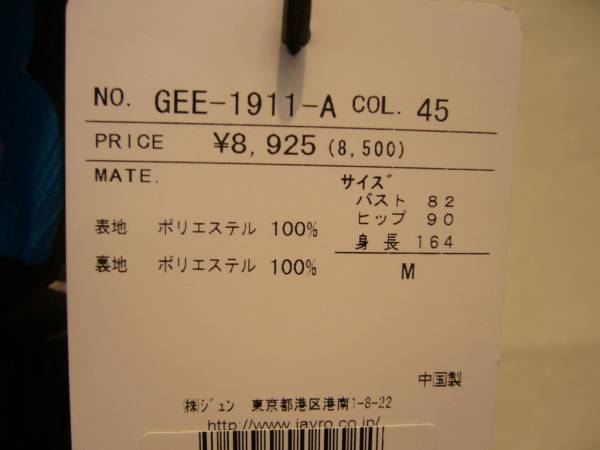 NO. GEE-1911-A COL. 45
PRICE ¥8,925 (8,500)
MATE.
サイズ
バスト 82
ヒップ 90
身長 164
M
表地 ポリエステル 100%
裏地 ポリエステル 100%
中国製
㈱ジュン 東京都港区港南1-8-22
http://www.jayro.co.jp/